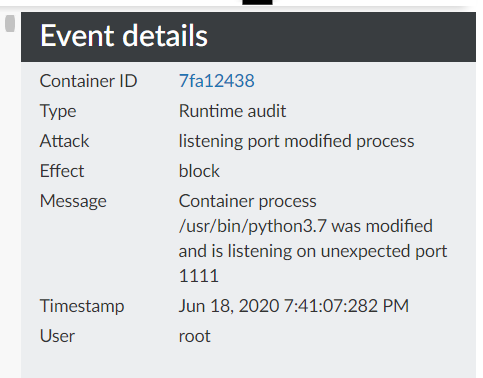 Event details
Container ID 7fa12438
Type Runtime audit
Attack listening port modified process
Effect block
Message Container process
/usr/bin/python3.7 was modified
and is listening on unexpected port
1111
Timestamp Jun 18, 2020 7:41:07:282 PM
User root